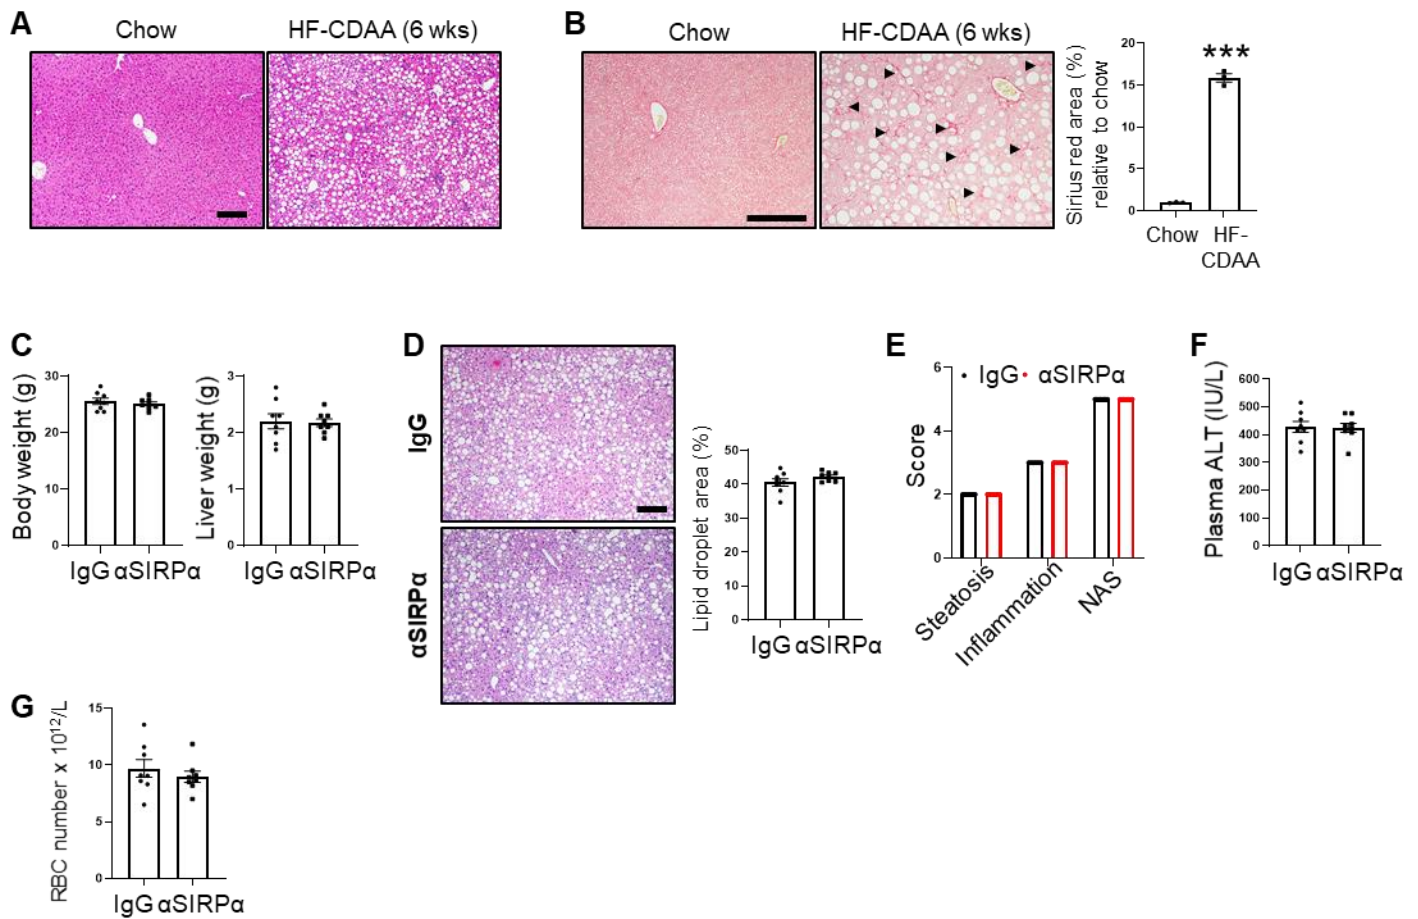 A
Chow
HF-CDAA (6 wks)
B
Chow
HF-CDAA (6 wks)
Sirius red area (%)
relative to chow
20
15
10
5
0
***
Chow
HF-
CDAA
C
Body weight (g)
30
20
10
0
IgG αSIRPα
Liver weight (g)
3
2
1
0
IgG αSIRPα
D
IgG
αSIRPα
Lipid droplet area (%)
50
40
30
20
10
0
IgG αSIRPα
E
Score
6
4
2
0
IgG αSIRPα
Steatosis
Inflammation
NAS
F
Plasma ALT (IU/L)
600
500
400
300
200
100
0
IgG αSIRPα
G
RBC number x 10¹²/L
15
10
5
0
IgG αSIRPα